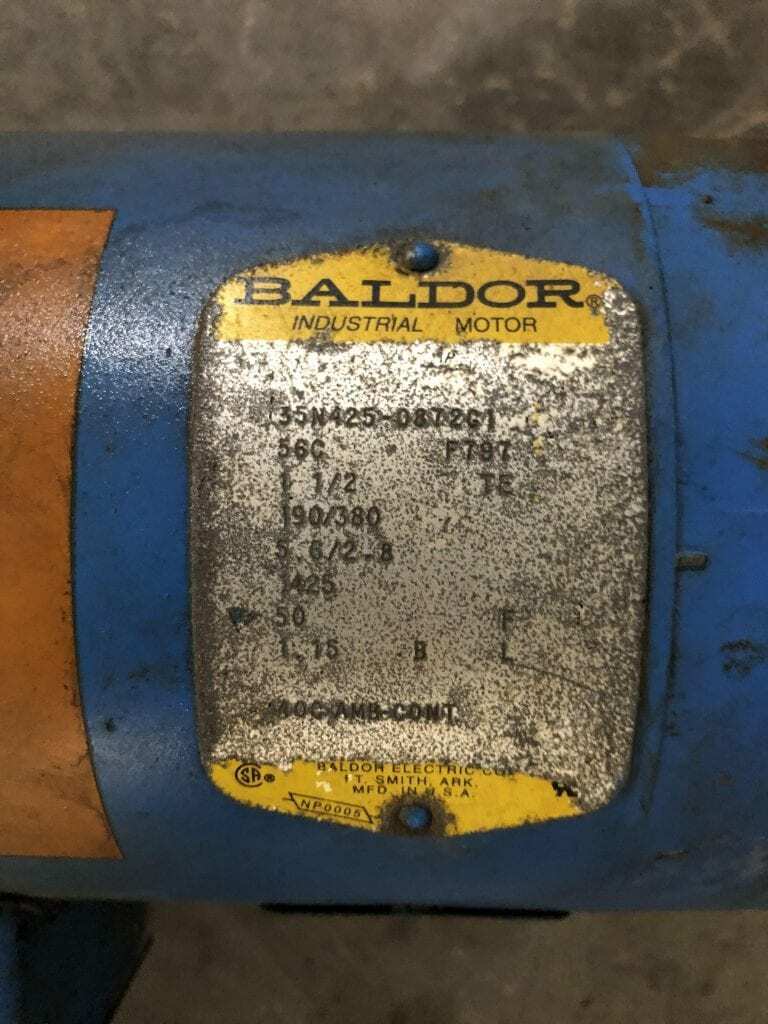 BALDOR®
INDUSTRIAL MOTOR
35N425-0872G1
56C F797
1 1/2 TE
190/380
5.6/2.8
1425
50 F
1.15 B L
40C AMB-CONT
BALDOR ELECTRIC CO.
FT. SMITH, ARK.
MFD. IN U.S.A.
SA®
NP0005